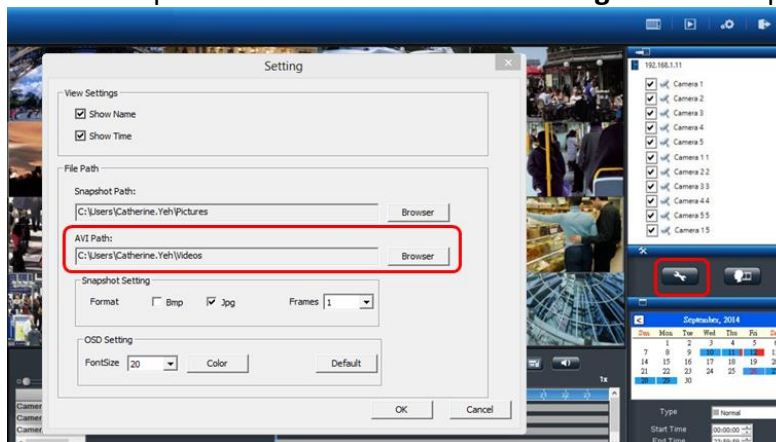 Setting
View Settings
Show Name
Show Time
File Path
Snapshot Path:
C:\Users\Catherine.Yeh\Pictures
Browser
AVI Path:
C:\Users\Catherine.Yeh\Videos
Browser
Snapshot Setting
Format Bmp Jpg Frames 1
OSD Setting
FontSize 20 Color Default
OK Cancel
192.168.1.11
Camera 1
Camera 2
Camera 3
Camera 4
Camera 5
Camera 11
Camera 22
Camera 33
Camera 44
Camera 55
Camera 15
September, 2014
Sun Mon Tue Wed Thu Fri
1 2 3 4 5
7 8 9 10 11 12
14 15 16 17 18 19
21 22 23 24 25
28 29 30
1x
Type Normal
Start Time 00:00:00
End Time 23:59:59